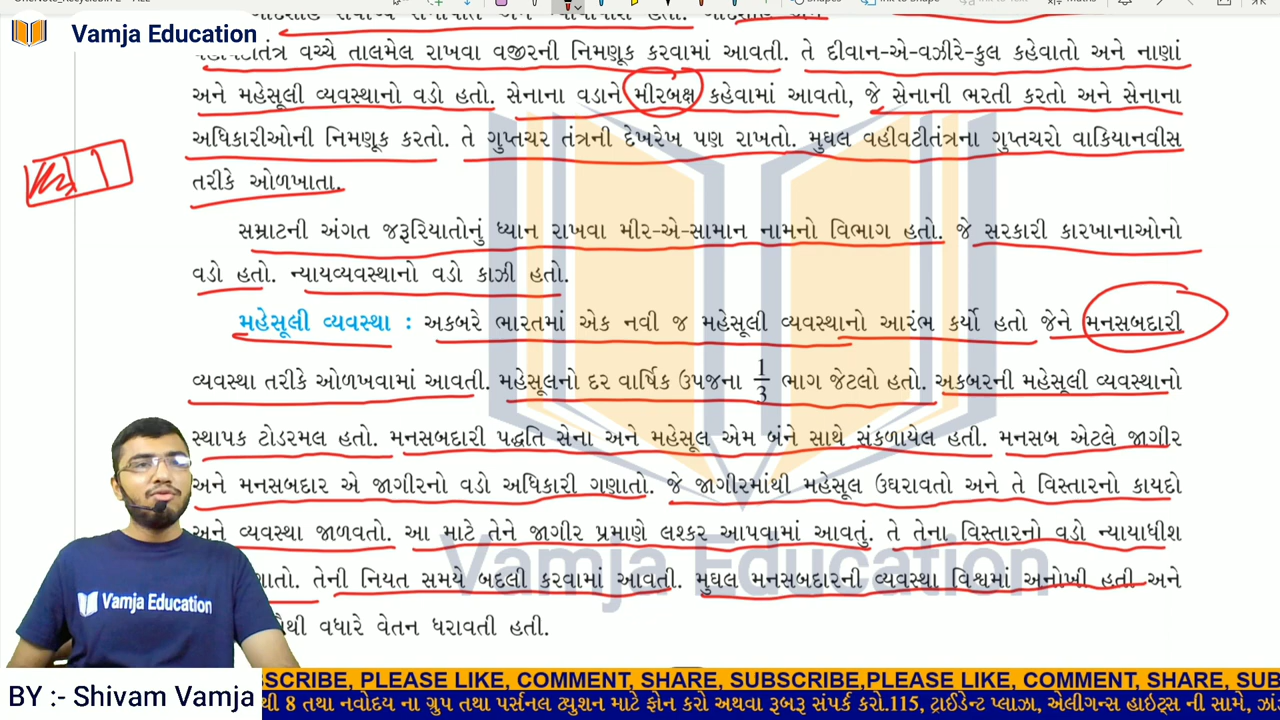 Vamja Education
વહીવટીતંત્ર વચ્ચે તાલમેલ રાખવા વજીરની નિમણૂક કરવામાં આવતી. તે દીવાન-એ-વઝીરે-કુલ કહેવાતો અને નાણાં
અને મહેસૂલી વ્યવસ્થાનો વડો હતો. સેનાના વડાને મીરબક્ષ કહેવામાં આવતો, જે સેનાની ભરતી કરતો અને સેનાના
અધિકારીઓની નિમણૂક કરતો. તે ગુપ્તચર તંત્રની દેખરેખ પણ રાખતો. મુઘલ વહીવટીતંત્રના ગુપ્તચરો વાકિયાનવીસ
તરીકે ઓળખાતા.
સમ્રાટની અંગત જરૂરિયાતોનું ધ્યાન રાખવા મીર-એ-સામાન નામનો વિભાગ હતો. જે સરકારી કારખાનાઓનો
વડો હતો. ન્યાયવ્યવસ્થાનો વડો કાઝી હતો.
મહેસૂલી વ્યવસ્થા : અકબરે ભારતમાં એક નવી જ મહેસૂલી વ્યવસ્થાનો આરંભ કર્યો હતો જેને મનસબદારી
વ્યવસ્થા તરીકે ઓળખવામાં આવતી. મહેસૂલનો દર વાર્ષિક ઉપજના 1/3 ભાગ જેટલો હતો. અકબરની મહેસૂલી વ્યવસ્થાનો
સ્થાપક ટોડરમલ હતો. મનસબદારી પદ્ધતિ સેના અને મહેસૂલ એમ બંને સાથે સંકળાયેલ હતી. મનસબ એટલે જાગીર
અને મનસબદાર એ જાગીરનો વડો અધિકારી ગણાતો. જે જાગીરમાંથી મહેસૂલ ઉઘરાવતો અને તે વિસ્તારનો કાયદો
અને વ્યવસ્થા જાળવતો. આ માટે તેને જાગીર પ્રમાણે લશ્કર આપવામાં આવતું. તે તેના વિસ્તારનો વડો ન્યાયાધીશ
તેની નિયત સમયે બદલી કરવામાં આવતી. મુઘલ મનસબદારની વ્યવસ્થા વિશ્વમાં અનોખી હતી અને
વધારે વેતન ધરાવતી હતી.
Vamja Education
Vamja Education
BY :- Shivam Vamja
SUBSCRIBE, PLEASE LIKE, COMMENT, SHARE, SUBSCRIBE,PLEASE LIKE, COMMENT, SHARE,
8 તથા નવોદય ના ગ્રુપ તથા પર્સનલ ટ્યુશન માટે ફોન કરો અથવા રૂબરૂ સંપર્ક કરો.115, ટ્રાઈડેન્ટ પ્લાઝા, એલીગન્સ હાઇટ્સ ની સામે,